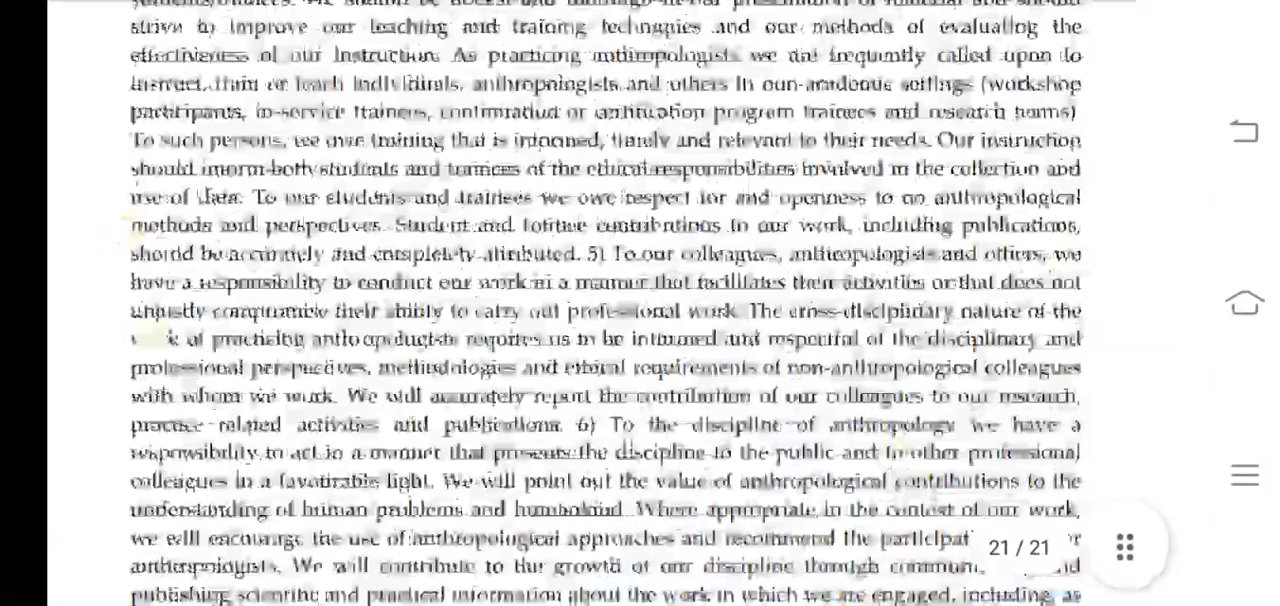 strive to improve our teaching and training techniques and our methods of evaluating the
effectiveness of our instruction. As practicing anthropologists we are frequently called upon to
instruct, train or teach individuals, anthropologists and others in non-academic settings (workshop
participants, in-service trainees, continuation or certification program trainees and research teams)
To such persons, we owe training that is informed, timely and relevant to their needs. Our instruction
should inform both students and trainees of the ethical responsibilities involved in the collection and
use of data. To our students and trainees we owe respect for and openness to non anthropological
methods and perspectives. Student and trainee contributions to our work, including publications,
should be accurately and completely attributed. 5) To our colleagues, anthropologists and others, we
have a responsibility to conduct our work in a manner that facilitates their activities or that does not
unjustly compromise their ability to carry out professional work. The cross-disciplinary nature of the
of practicing anthropologists requires us to be informed and respectful of the disciplinary and
professional perspectives, methodologies and ethical requirements of non-anthropological colleagues
with whom we work. We will accurately report the contribution of our colleagues to our research,
practice-related activities and publications. 6) To the discipline of anthropology we have a
responsibility to act in a manner that presents the discipline to the public and to other professional
colleagues in a favourable light. We will point out the value of anthropological contributions to the
understanding of human problems and humankind. Where appropriate in the context of our work,
we will encourage the use of anthropological approaches and recommend the
anthropologists. We will contribute to the growth of our discipline through
publishing scientific and practical information about the work in which we are engaged, including, as
21 / 21